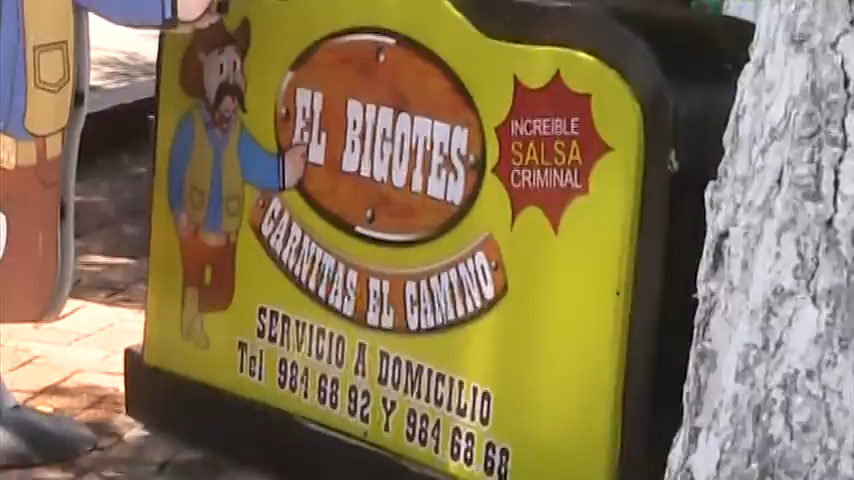 EL BIGOTES
CARNITAS EL CAMINO
INCREIBLE
SALSA
CRIMINAL
SERVICIO A DOMICILIO
Tel 984 68 92 Y 984 68 68